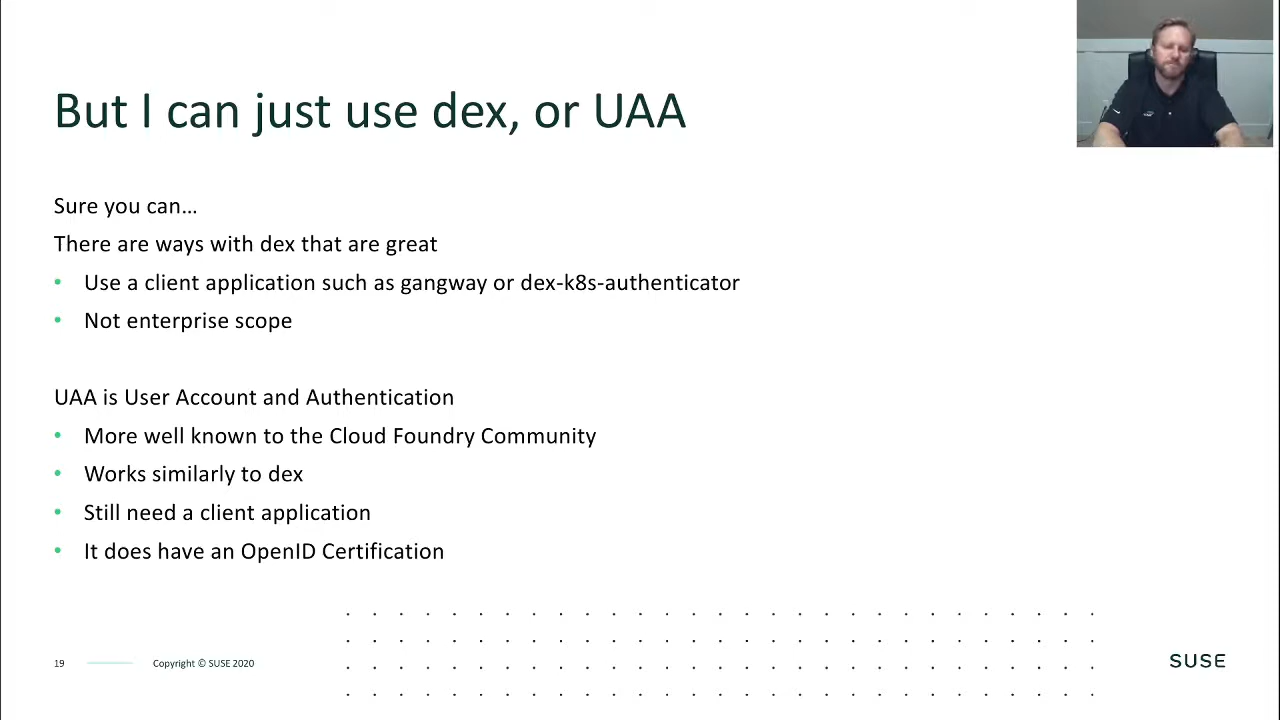 But I can just use dex, or UAA
Sure you can...
There are ways with dex that are great
• Use a client application such as gangway or dex-k8s-authenticator
• Not enterprise scope
UAA is User Account and Authentication
• More well known to the Cloud Foundry Community
• Works similarly to dex
• Still need a client application
• It does have an OpenID Certification
19
Copyright © SUSE 2020
SUSE